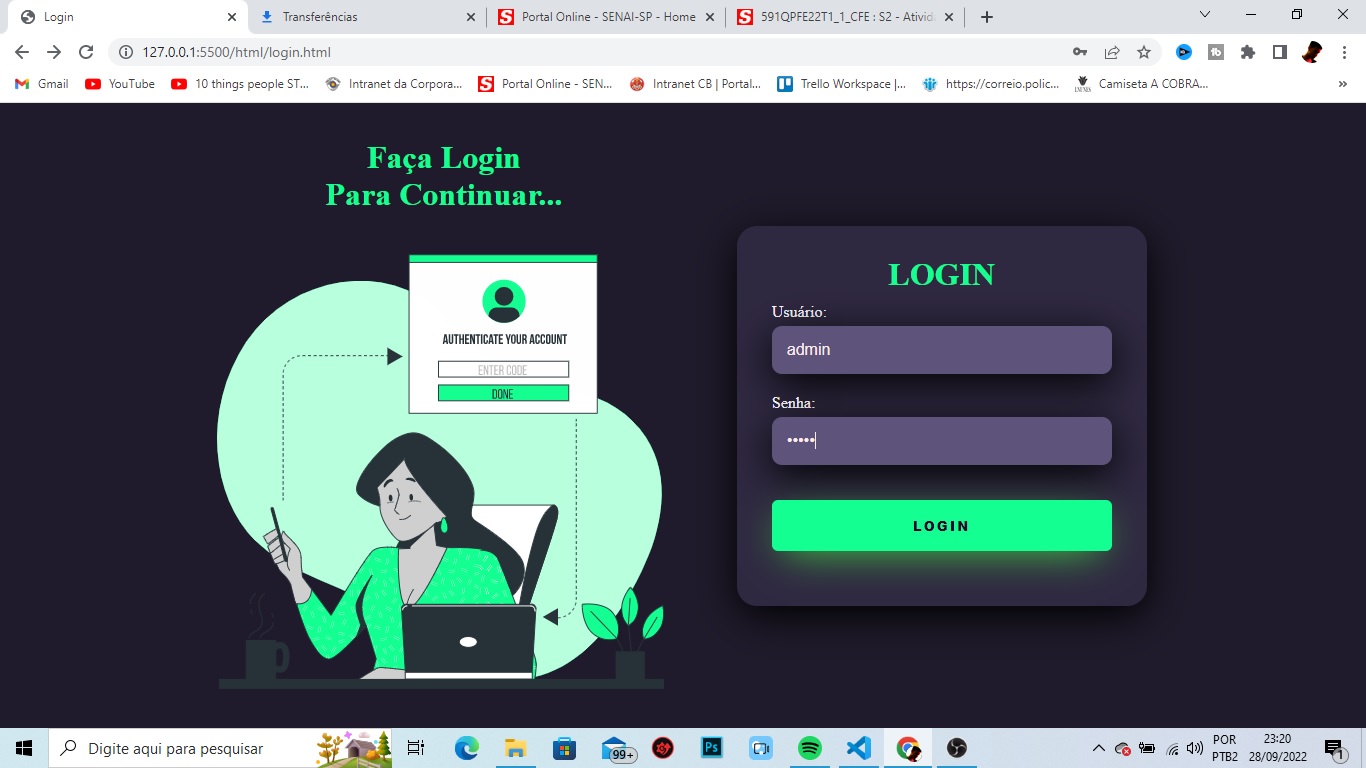 Login
Transferências
Portal Online - SENAI-SP - Home
591QPFE22T1_1_CFE : S2 - Ativid
127.0.0.1:5500/html/login.html
Gmail
YouTube
10 things people ST...
Intranet da Corpora...
Portal Online - SEN...
Intranet CB | Portal...
Trello Workspace |...
https://correio.polic...
Camiseta A COBRA...
Faça Login
Para Continuar...
AUTHENTICATE YOUR ACCOUNT
ENTER CODE
DONE
LOGIN
Usuário:
admin
Senha:
•••••
LOGIN
Digite aqui para pesquisar
99+
Ps
POR
PTB2
23:20
28/09/2022
1